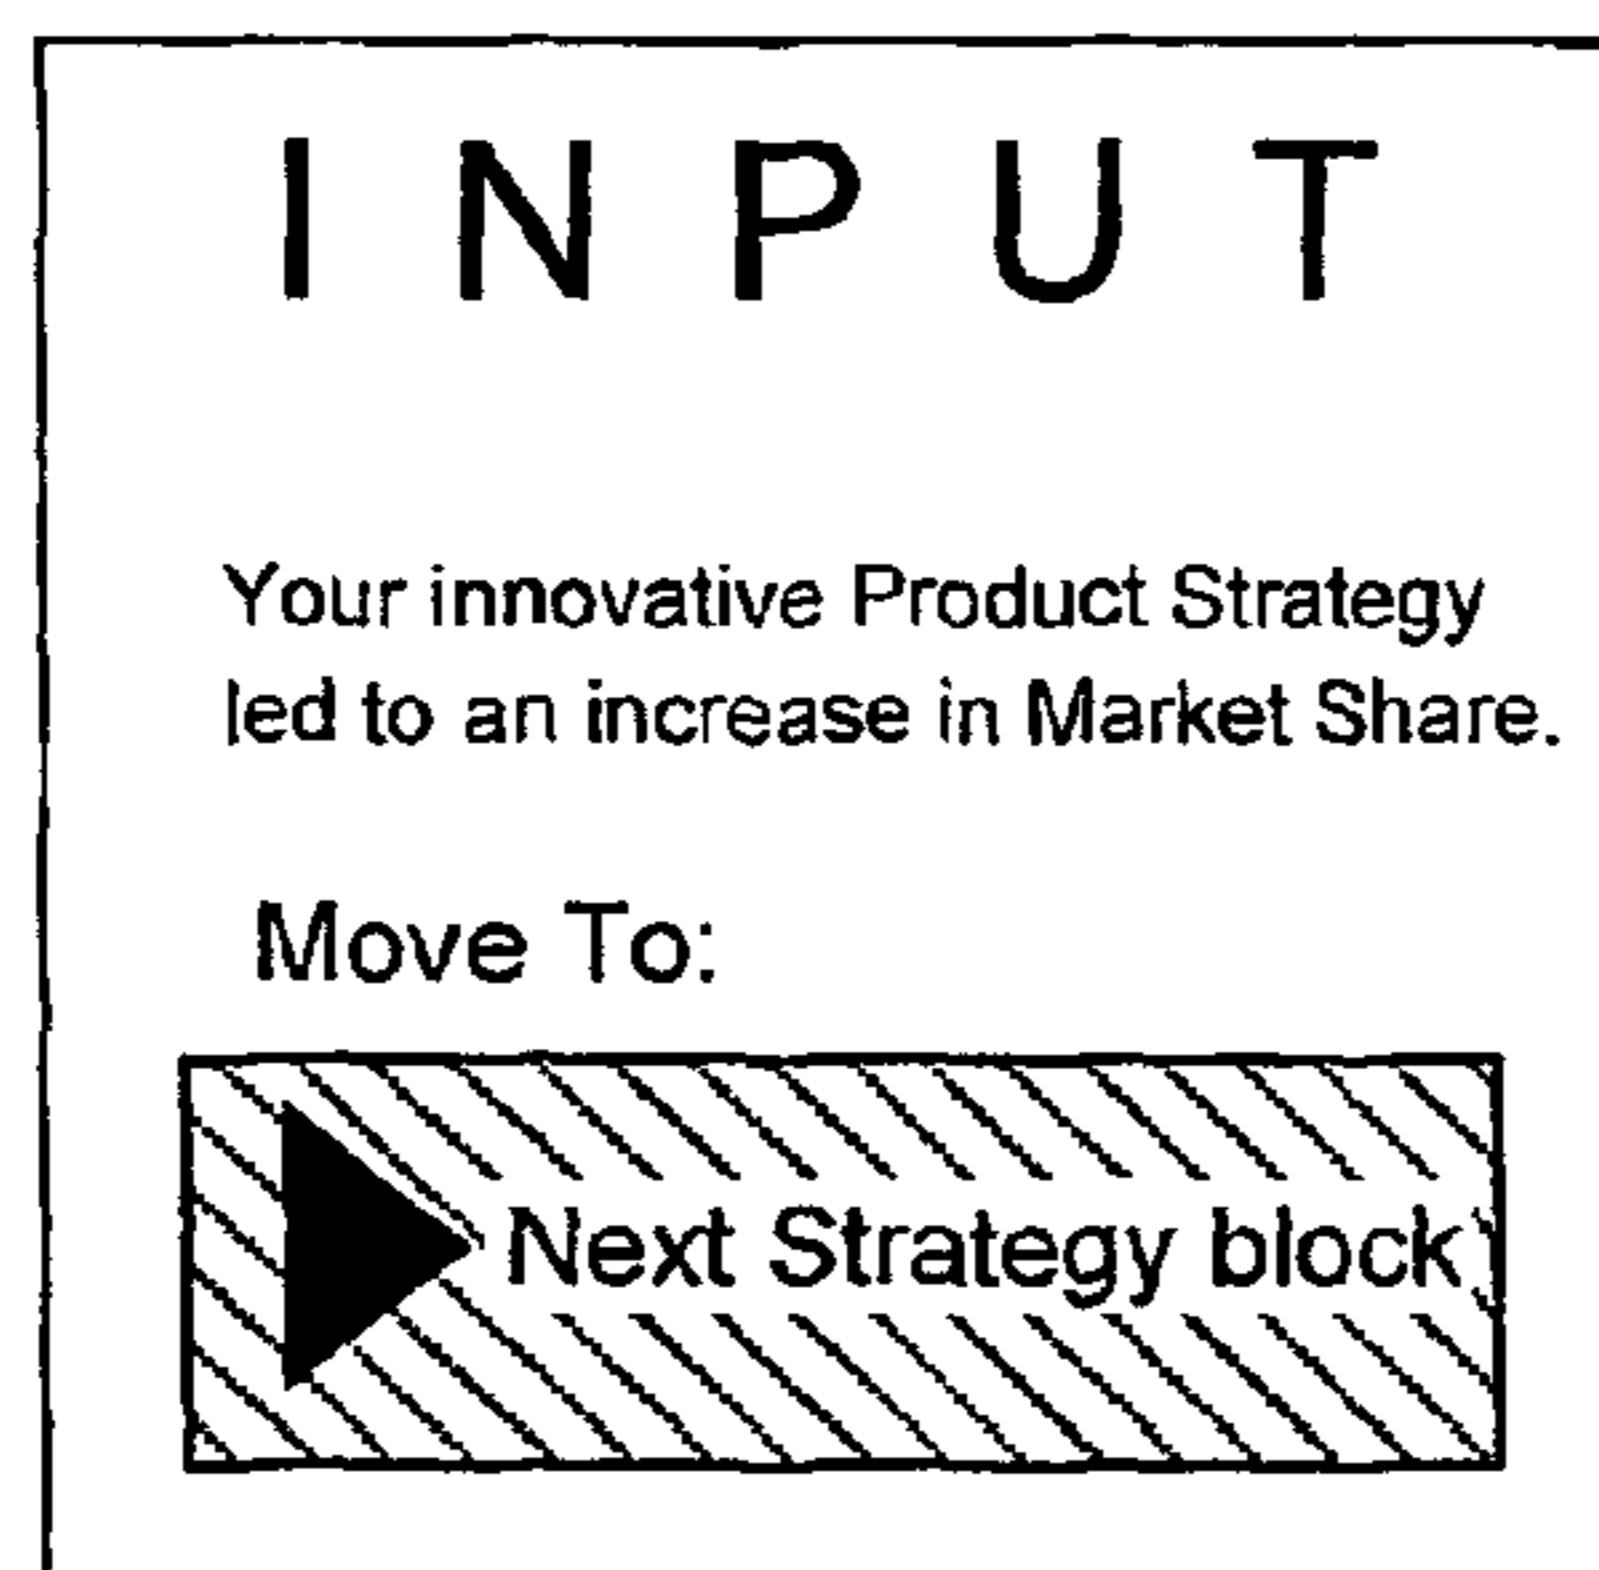 I N P U T
Your innovative Product Strategy
led to an increase in Market Share.
Move To:
Next Strategy block